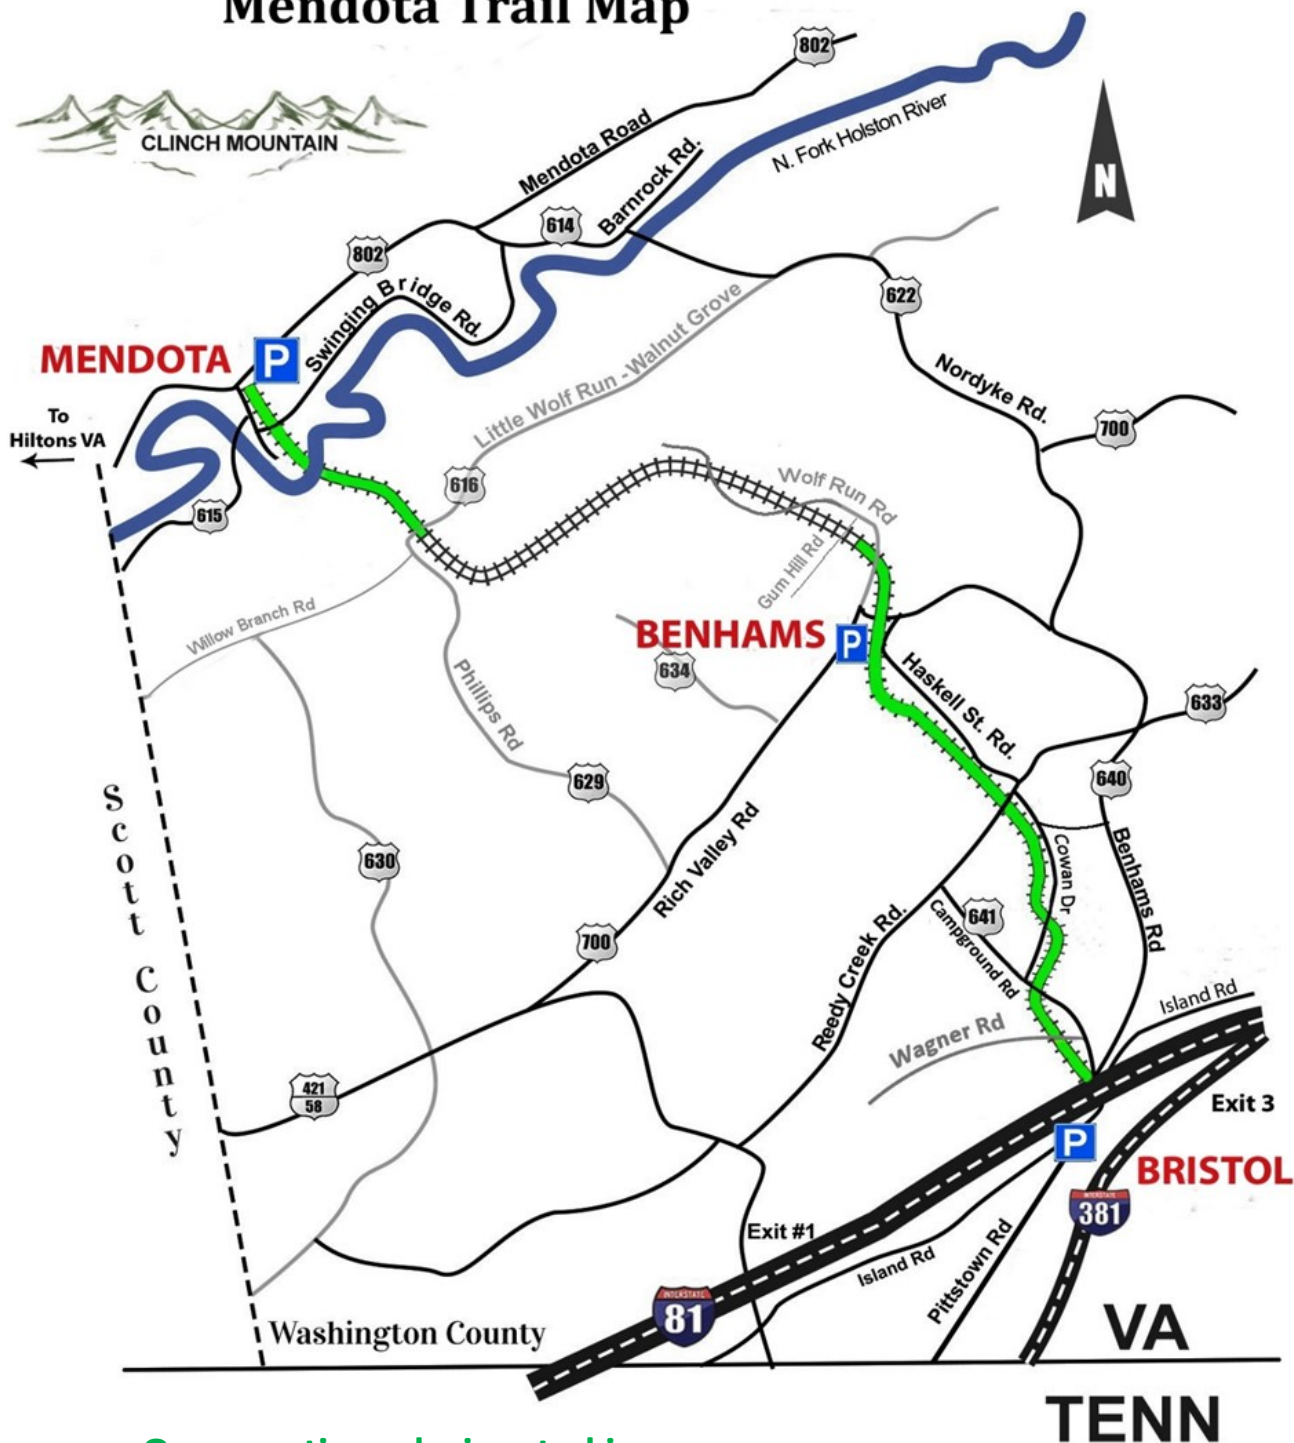 Mendota Trail Map
802
N. Fork Holston River
CLINCH MOUNTAIN
Mendota Road
Barnrock Rd.
N
614
802
Swinging Bridge Rd.
622
MENDOTA
P
Little Wolf Run - Walnut Grove
Nordyke Rd.
To
Hiltons VA
700
616
Wolf Run Rd
615
Gum Hill Rd
Willow Branch Rd
BENHAMS
P
634
Haskell St. Rd.
Phillips Rd
633
629
640
Scott County
630
Rich Valley Rd
Cowan Dr
Benhams Rd
641
Campground Rd
700
Reedy Creek Rd.
Island Rd
Wagner Rd
421
58
Exit 3
P
BRISTOL
INTERSTATE
381
Exit #1
Island Rd
Pittstown Rd
INTERSTATE
81
Washington County
VA
TENN